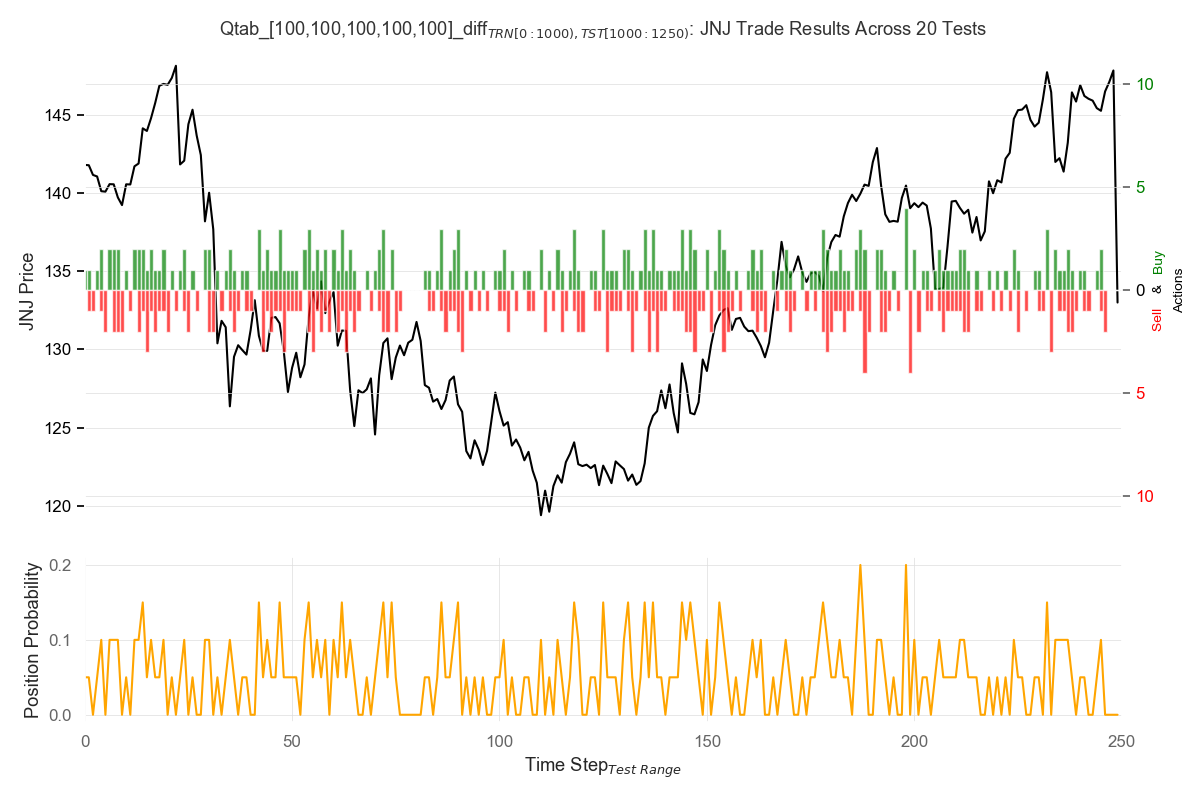 Qtab_[100,100,100,100,100]_diff_TRN[0:1000),TST[1000:1250): JNJ Trade Results Across 20 Tests
JNJ Price
145
140
135
130
125
120
10
5
0
5
10
Sell & Buy
Actions
Position Probability
0.2
0.1
0.0
0 50 100 150 200 250
Time Step Test Range